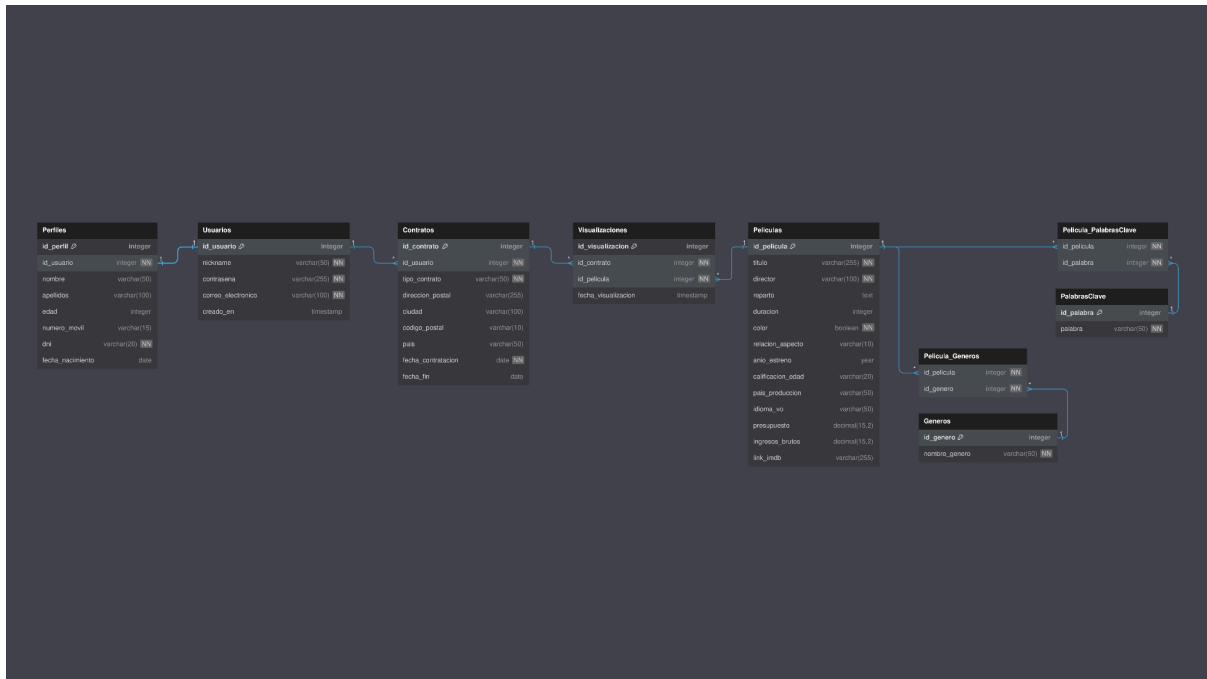 Perfiles
id_perfil integer
id_usuario integer NN
nombre varchar(50)
apellidos varchar(100)
edad integer
numero_movil varchar(15)
dni varchar(20) NN
fecha_nacimiento date
Usuarios
id_usuario integer
nickname varchar(50) NN
contrasena varchar(255) NN
correo_electronico varchar(100) NN
creado_en timestamp
Contratos
id_contrato integer
id_usuario integer NN
tipo_contrato varchar(50) NN
direccion_postal varchar(255)
ciudad varchar(100)
codigo_postal varchar(10)
pais varchar(50)
fecha_contratacion date NN
fecha_fin date
Visualizaciones
id_visualizacion integer
id_contrato integer NN
id_pelicula integer NN
fecha_visualizacion timestamp
Peliculas
id_pelicula integer
titulo varchar(255) NN
director varchar(100) NN
reparto text
duracion integer
color boolean NN
relacion_aspecto varchar(10)
anio_estreno year
calificacion_edad varchar(20)
pais_produccion varchar(50)
idioma_vo varchar(50)
presupuesto decimal(15,2)
ingresos_brutos decimal(15,2)
link_imdb varchar(255)
Pelicula_PalabrasClave
id_pelicula integer NN
id_palabra integer NN
PalabrasClave
id_palabra integer
palabra varchar(50) NN
Pelicula_Generos
id_pelicula integer NN
id_genero integer NN
Generos
id_genero integer
nombre_genero varchar(50) NN